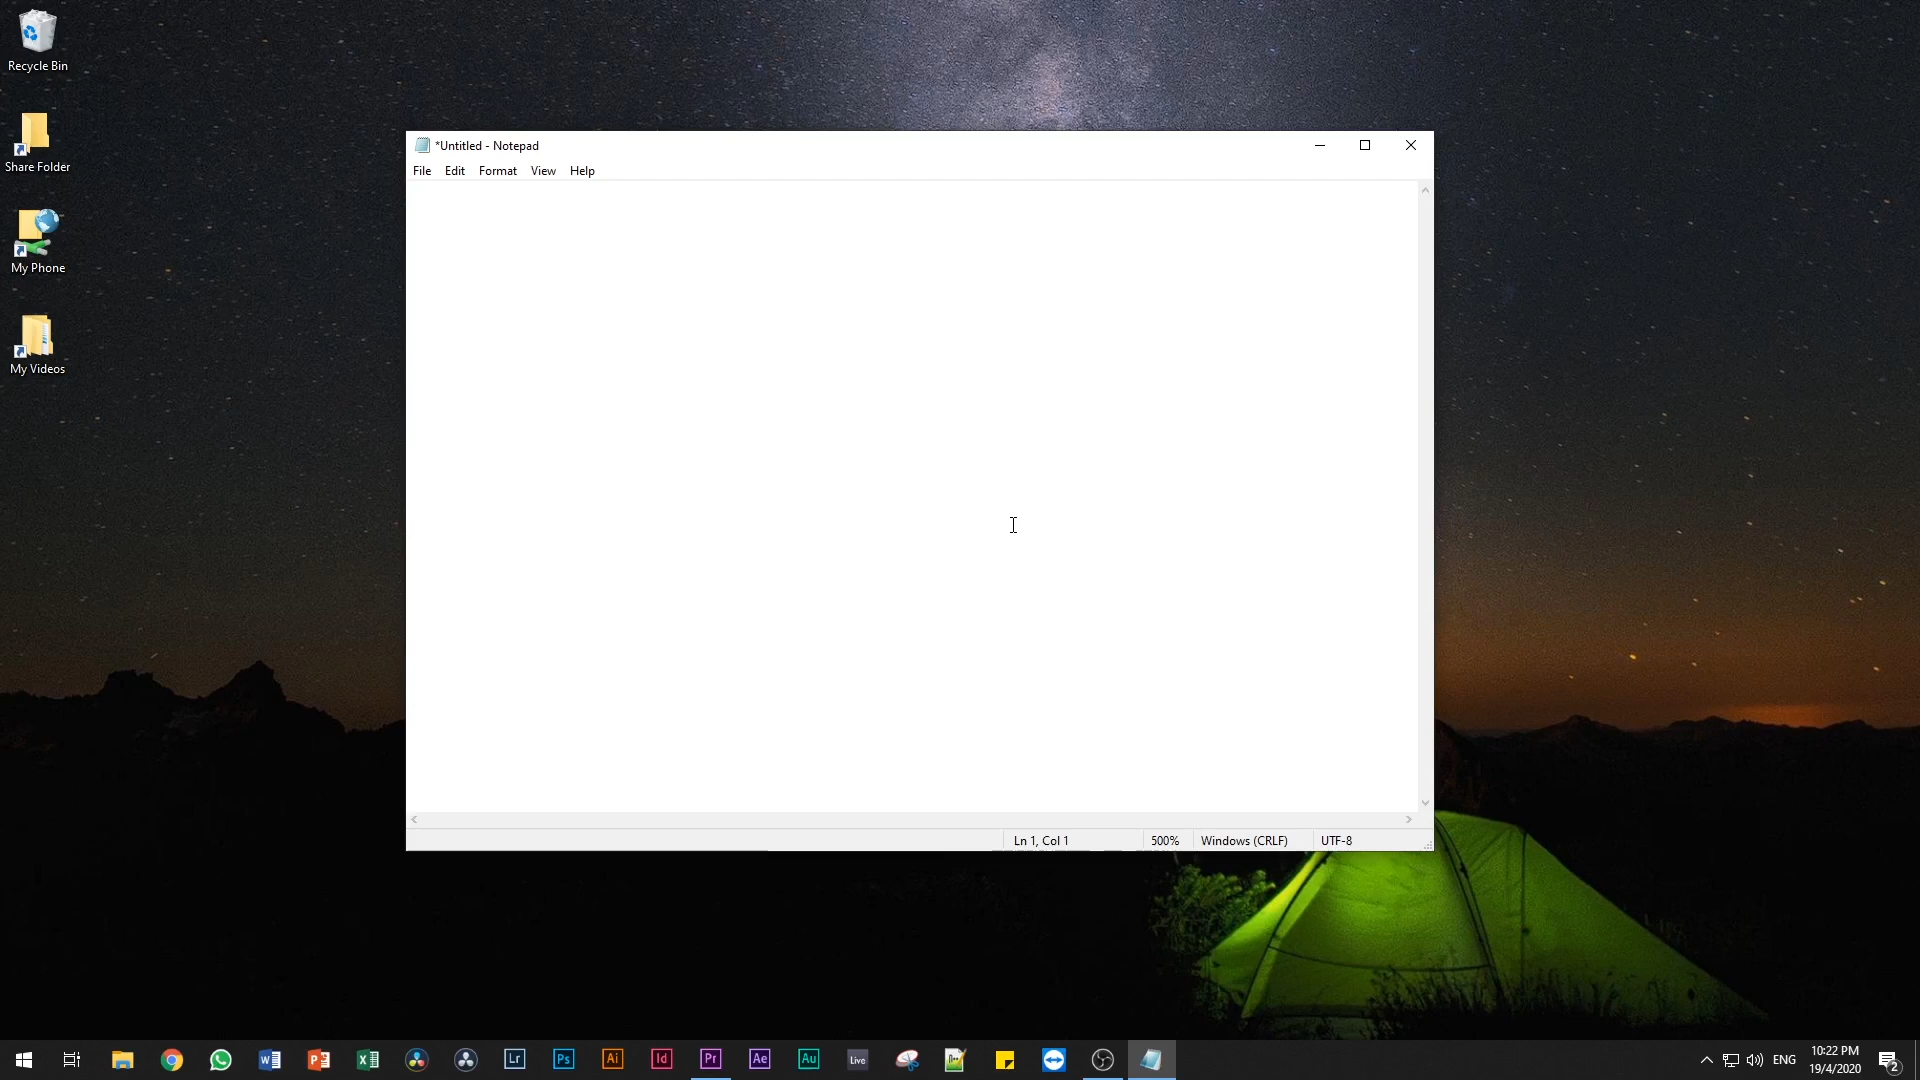 Recycle Bin
Share Folder
My Phone
My Videos
*Untitled - Notepad
File Edit Format View Help
Ln 1, Col 1 500% Windows (CRLF) UTF-8
Lr Ps Ai Id Pr Ae Au Live
ENG
10:22 PM
19/4/2020
2